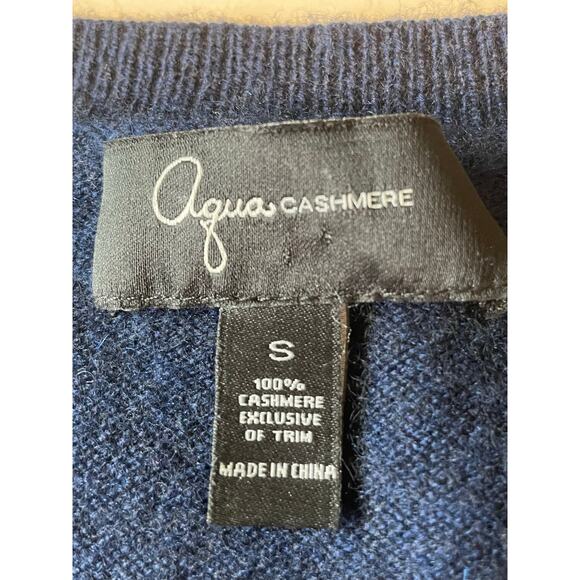 Aqua CASHMERE
S
100%
CASHMERE
EXCLUSIVE
OF TRIM
MADE IN CHINA